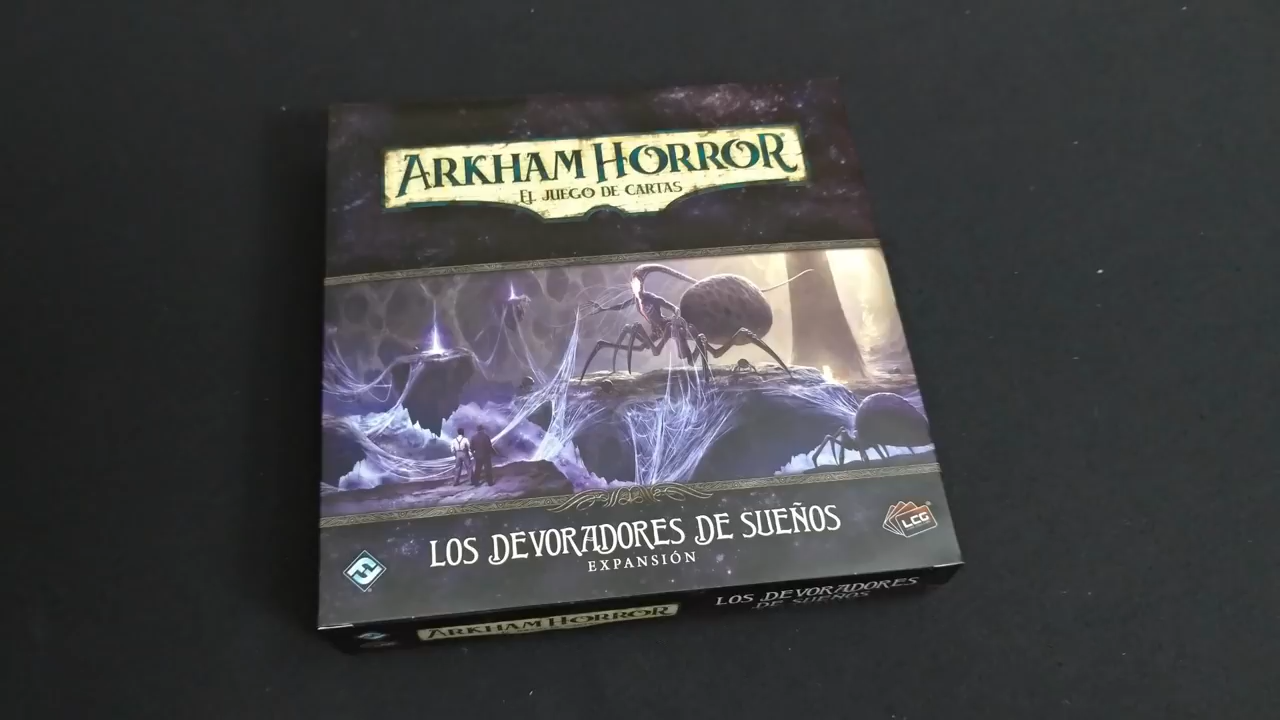 ARKHAM HORROR
EL JUEGO DE CARTAS
LOS DEVORADORES DE SUEÑOS
EXPANSIÓN
LCG
ARKHAM HORROR
LOS DEVORADORES
DE SUEÑOS